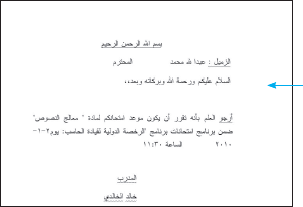 بسم الله الرحمن الرحيم
الزميل : عبدا لله محمد المحترم
السلام عليكم ورحمة الله وبركاته وبعد،،
أرجو العلم بأنه تقرر أن يكون موعد امتحانكم لمادة " معالج النصوص"
ضمن برنامج امتحانات برنامج "الرخصة الدولية لقيادة الحاسب: يوم٢-١-
٢٠١٠ الساعة ١١:٣٠
المدرب
خالد الخالدي